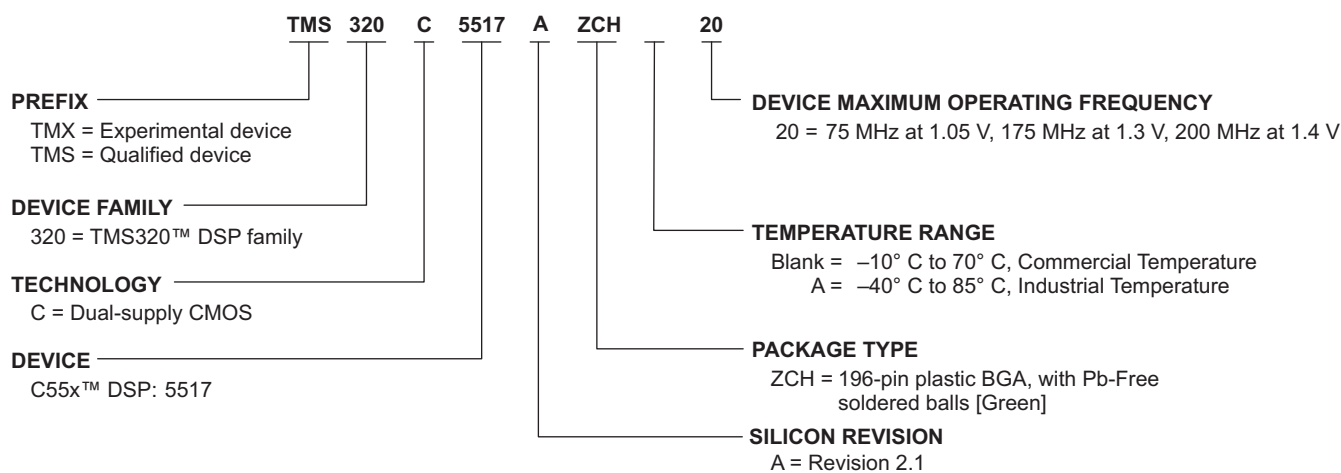 TMS 320 C 5517 A ZCH 20
PREFIX
TMX = Experimental device
TMS = Qualified device
DEVICE FAMILY
320 = TMS320™ DSP family
TECHNOLOGY
C = Dual-supply CMOS
DEVICE
C55x™ DSP: 5517
DEVICE MAXIMUM OPERATING FREQUENCY
20 = 75 MHz at 1.05 V, 175 MHz at 1.3 V, 200 MHz at 1.4 V
TEMPERATURE RANGE
Blank = –10° C to 70° C, Commercial Temperature
A = –40° C to 85° C, Industrial Temperature
PACKAGE TYPE
ZCH = 196-pin plastic BGA, with Pb-Free
soldered balls [Green]
SILICON REVISION
A = Revision 2.1